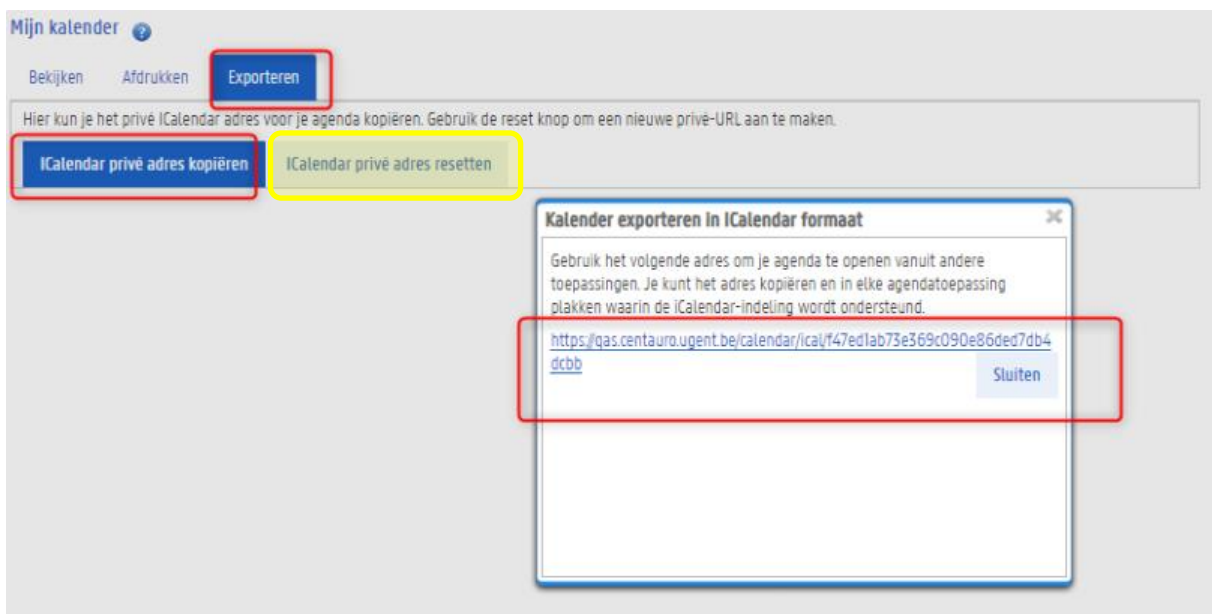 Mijn kalender ?
Bekijken Afdrukken Exporteren
Hier kun je het privé ICalendar adres voor je agenda kopiëren. Gebruik de reset knop om een nieuwe privé-URL aan te maken.
ICalendar privé adres kopiëren ICalendar privé adres resetten
Kalender exporteren in ICalendar formaat
Gebruik het volgende adres om je agenda te openen vanuit andere
toepassingen. Je kunt het adres kopiëren en in elke agendatoepassing
plakken waarin de iCalendar-indeling wordt ondersteund.
https://qas.centauro.ugent.be/calendar/ical/f47ed1ab73e369c090e86ded7db4
dcbb
Sluiten